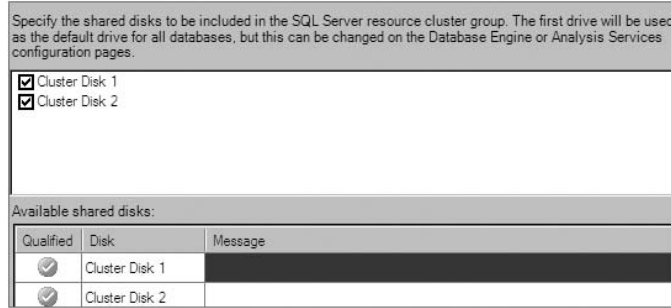 Specify the shared disks to be included in the SQL Server resource cluster group. The first drive will be used
as the default drive for all databases, but this can be changed on the Database Engine or Analysis Services
configuration pages.
Cluster Disk 1
Cluster Disk 2
Available shared disks:
Qualified Disk Message
Cluster Disk 1
Cluster Disk 2